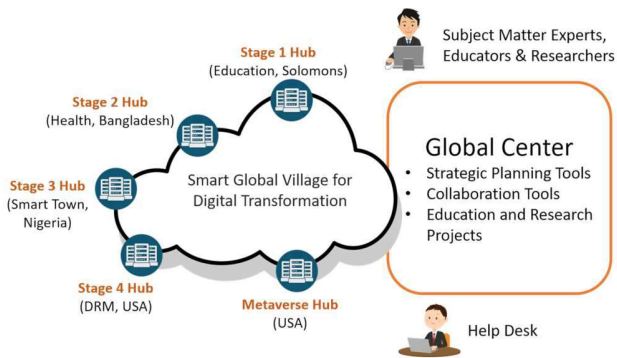 Stage 1 Hub
(Education, Solomons)
Stage 2 Hub
(Health, Bangladesh)
Stage 3 Hub
(Smart Town,
Nigeria)
Stage 4 Hub
(DRM, USA)
Metaverse Hub
(USA)
Smart Global Village for
Digital Transformation
Subject Matter Experts,
Educators & Researchers
Global Center
• Strategic Planning Tools
• Collaboration Tools
• Education and Research
Projects
Help Desk